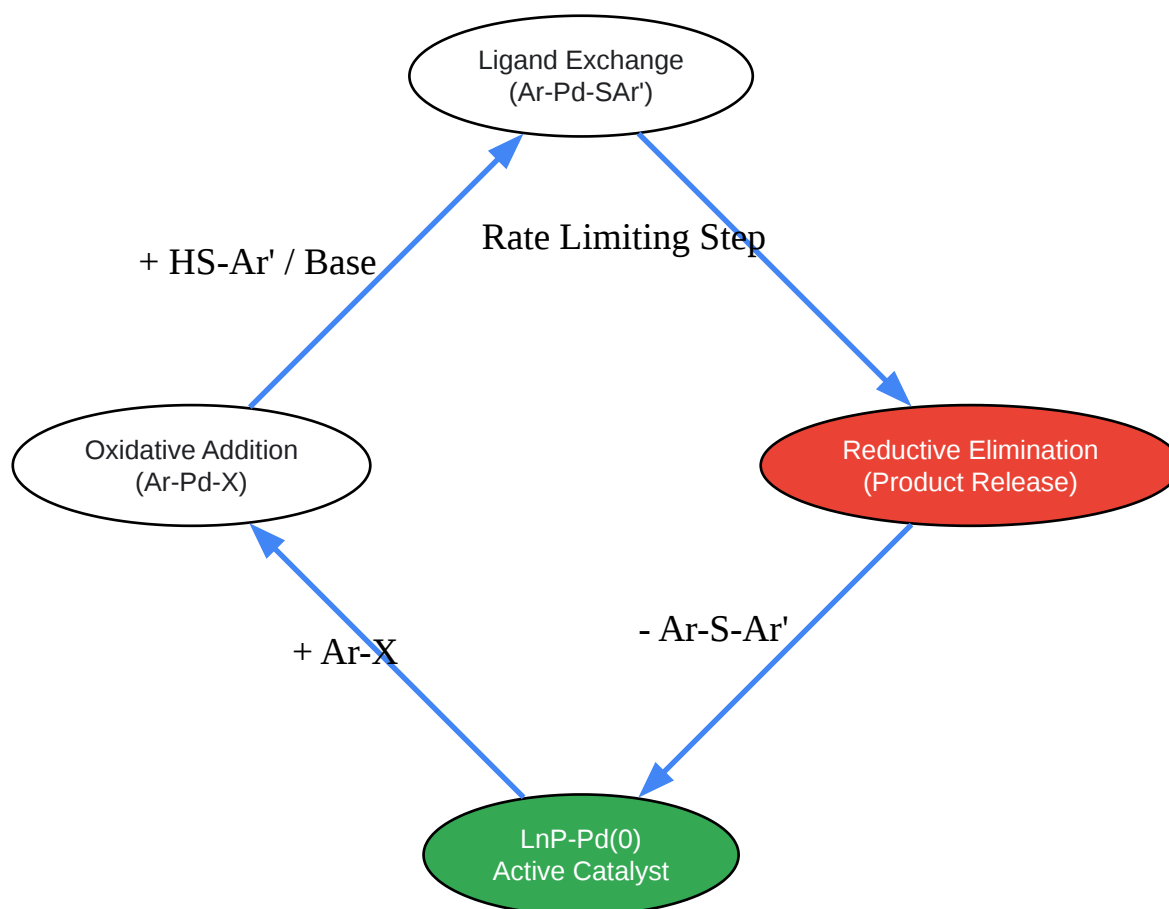 Ligand Exchange
(Ar-Pd-SAr')
Rate Limiting Step
+ HS-Ar' / Base
Oxidative Addition
(Ar-Pd-X)
Reductive Elimination
(Product Release)
- Ar-S-Ar'
+ Ar-X
LnP-Pd(0)
Active Catalyst